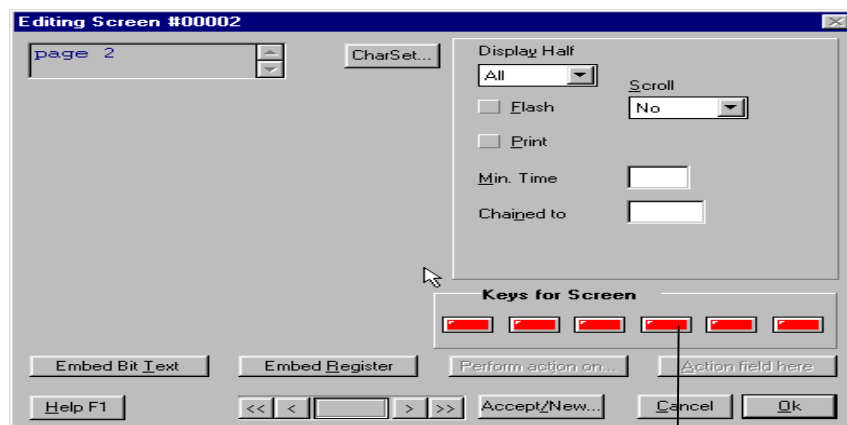 Editing Screen #00002
page 2
CharSet...
Display Half
All
Scroll
Flash
No
Print
Min. Time
Chained to
Keys for Screen
Embed Bit Text
Embed Register
Perform action on...
Action field here
Help F1
<<
<
>
>>
Accept/New...
Cancel
Ok